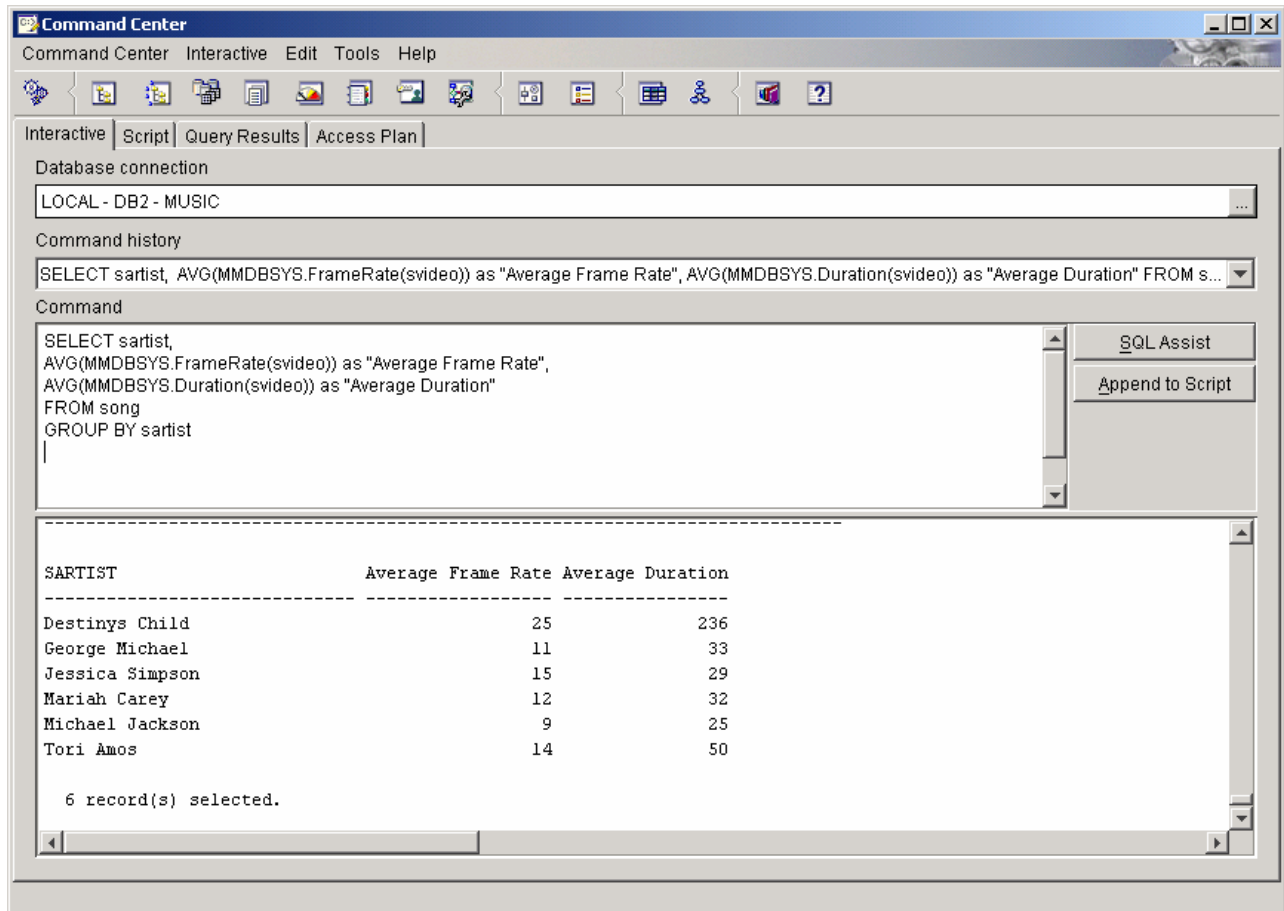 Command Center
Command Center Interactive Edit Tools Help
Interactive Script Query Results Access Plan
Database connection
LOCAL - DB2 - MUSIC
...
Command history
SELECT sartist, AVG(MMDBSYS.FrameRate(svideo)) as "Average Frame Rate", AVG(MMDBSYS.Duration(svideo)) as "Average Duration" FROM s...
Command
SELECT sartist,
AVG(MMDBSYS.FrameRate(svideo)) as "Average Frame Rate",
AVG(MMDBSYS.Duration(svideo)) as "Average Duration"
FROM song
GROUP BY sartist
SQL Assist
Append to Script
-----------------------------------------------------------------------------
SARTIST Average Frame Rate Average Duration
------------------------------ ------------------ ----------------
Destinys Child 25 236
George Michael 11 33
Jessica Simpson 15 29
Mariah Carey 12 32
Michael Jackson 9 25
Tori Amos 14 50
6 record(s) selected.